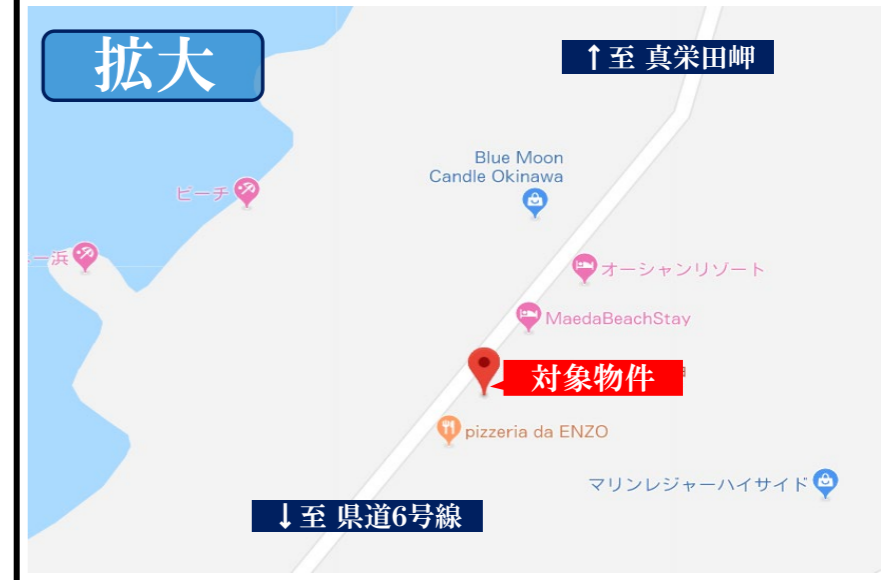 拡大
↑至 真栄田岬
Blue Moon
Candle Okinawa
ビーチ
ー浜
オーシャンリゾート
MaedaBeachStay
対象物件
pizzeria da ENZO
マリンレジャーハイサイド
↓至 県道6号線